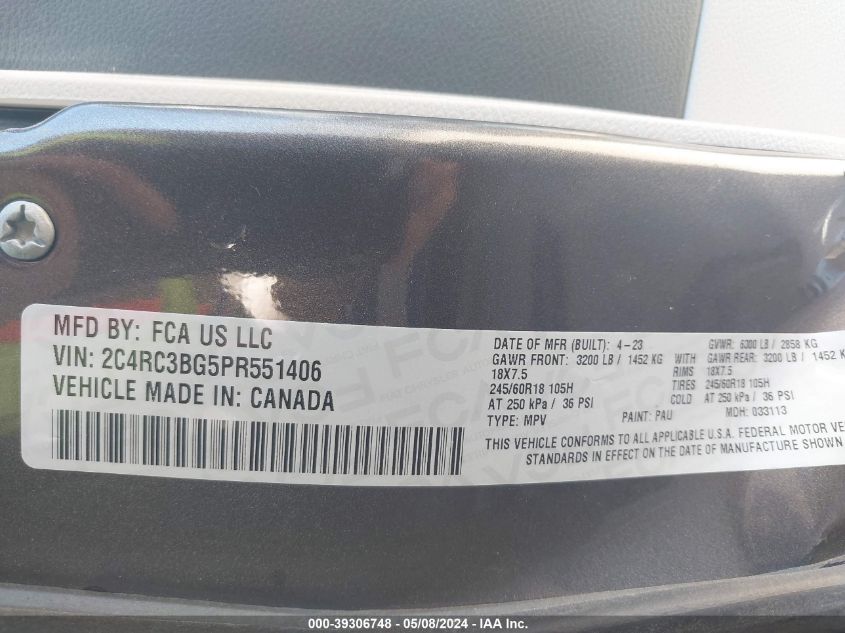 MFD BY: FCA US LLC
VIN: 2C4RC3BG5PR551406
VEHICLE MADE IN: CANADA
DATE OF MFR (BUILT): 4-23 GVWR: 6300 LB / 2858 KG
GAWR FRONT: 3200 LB / 1452 KG WITH GAWR REAR: 3200 LB / 1452 K
18X7.5 RIMS 18X7.5
245/60R18 105H TIRES 245/60R18 105H
AT 250 kPa / 36 PSI COLD AT 250 kPa / 36 PSI
TYPE: MPV PAINT: PAU MDH: 033113
THIS VEHICLE CONFORMS TO ALL APPLICABLE U.S.A. FEDERAL MOTOR VE
STANDARDS IN EFFECT ON THE DATE OF MANUFACTURE SHOWN
000-39306748 - 05/08/2024 - IAA Inc.